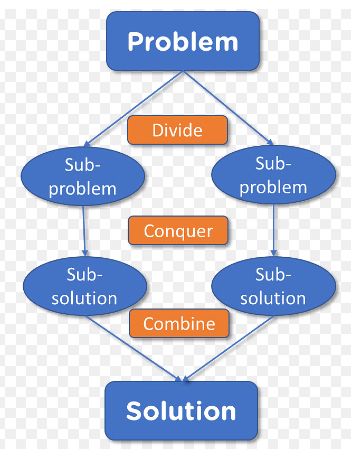 Problem
Divide
Sub-
problem
Sub-
problem
Conquer
Sub-
solution
Sub-
solution
Combine
Solution